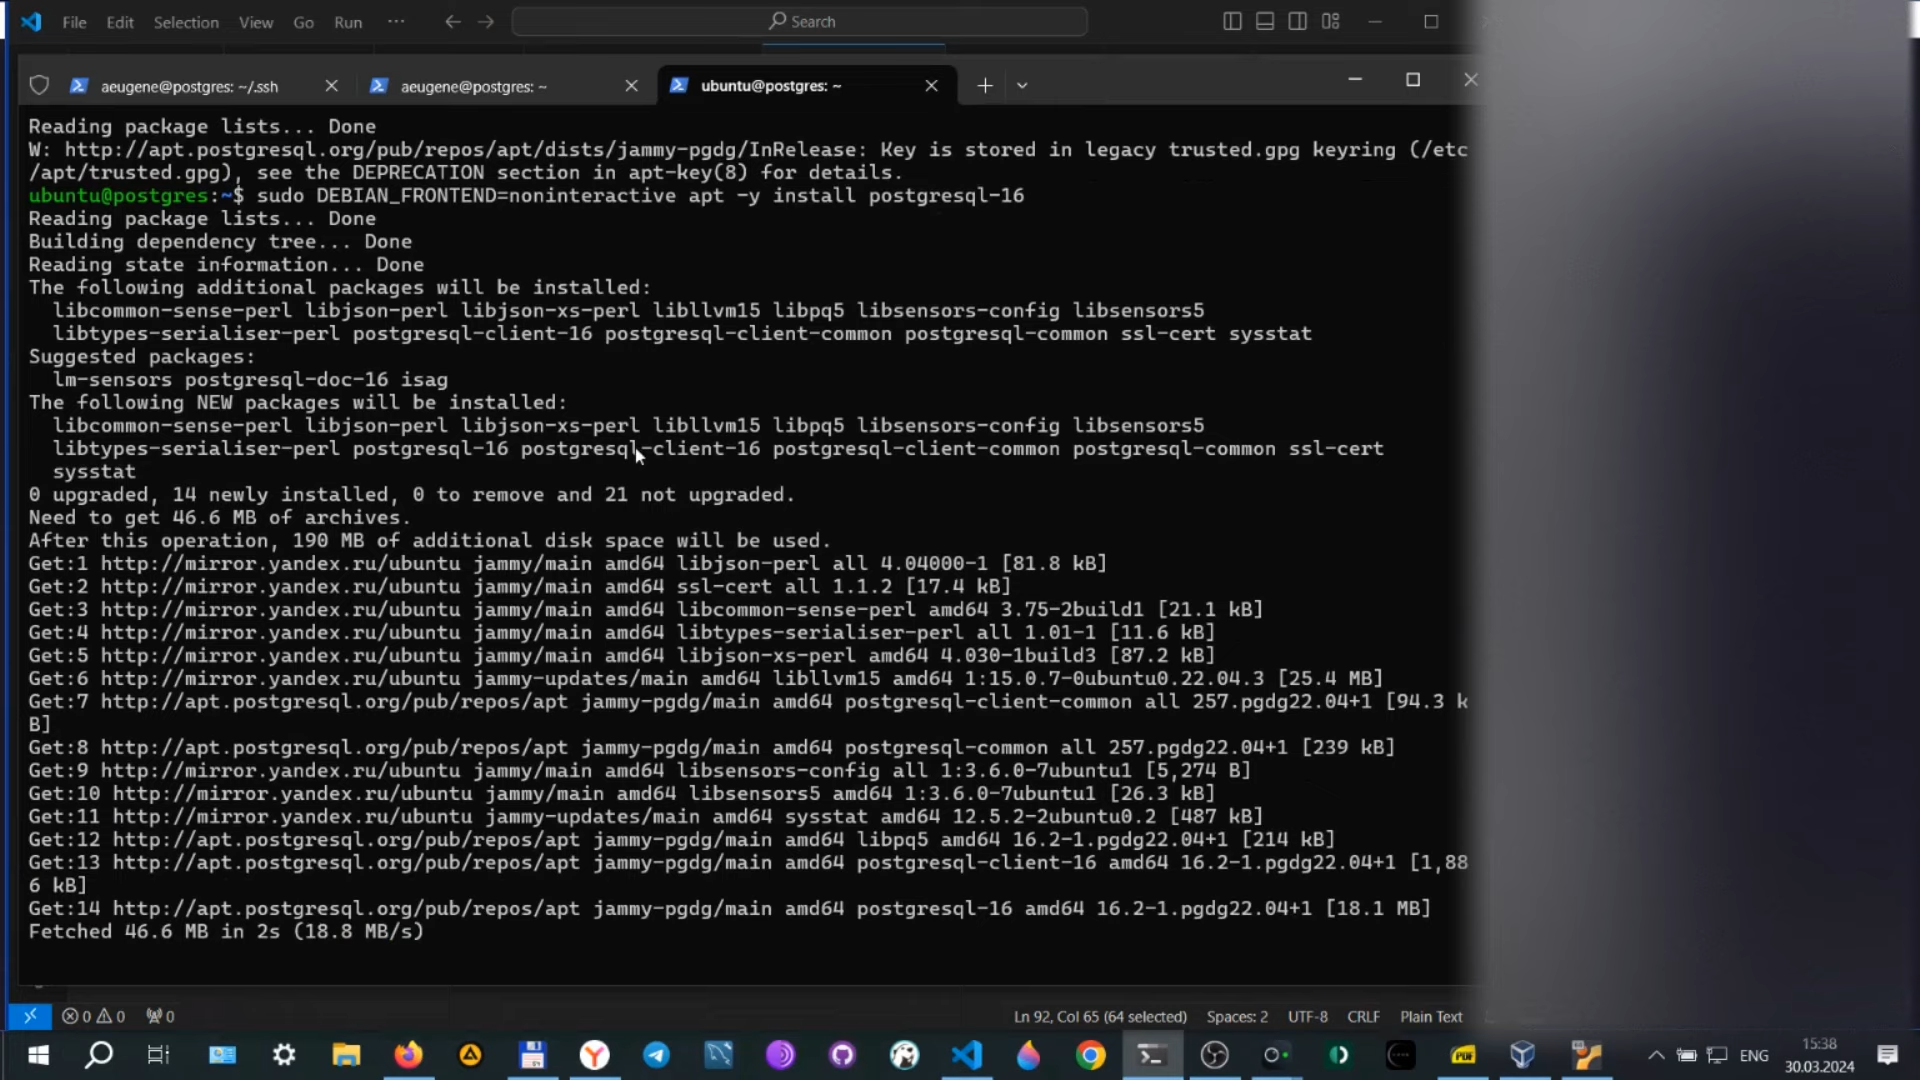 File Edit Selection View Go Run ··· Search
aeugene@postgres: ~/.ssh aeugene@postgres: ~ ubuntu@postgres: ~
Reading package lists... Done
W: http://apt.postgresql.org/pub/repos/apt/dists/jammy-pgdg/InRelease: Key is stored in legacy trusted.gpg keyring (/etc
/apt/trusted.gpg), see the DEPRECATION section in apt-key(8) for details.
ubuntu@postgres:~$ sudo DEBIAN_FRONTEND=noninteractive apt -y install postgresql-16
Reading package lists... Done
Building dependency tree... Done
Reading state information... Done
The following additional packages will be installed:
libcommon-sense-perl libjson-perl libjson-xs-perl libllvm15 libpq5 libsensors-config libsensors5
libtypes-serialiser-perl postgresql-client-16 postgresql-client-common postgresql-common ssl-cert sysstat
Suggested packages:
lm-sensors postgresql-doc-16 isag
The following NEW packages will be installed:
libcommon-sense-perl libjson-perl libjson-xs-perl libllvm15 libpq5 libsensors-config libsensors5
libtypes-serialiser-perl postgresql-16 postgresql-client-16 postgresql-client-common postgresql-common ssl-cert
sysstat
0 upgraded, 14 newly installed, 0 to remove and 21 not upgraded.
Need to get 46.6 MB of archives.
After this operation, 190 MB of additional disk space will be used.
Get:1 http://mirror.yandex.ru/ubuntu jammy/main amd64 libjson-perl all 4.04000-1 [81.8 kB]
Get:2 http://mirror.yandex.ru/ubuntu jammy/main amd64 ssl-cert all 1.1.2 [17.4 kB]
Get:3 http://mirror.yandex.ru/ubuntu jammy/main amd64 libcommon-sense-perl amd64 3.75-2build1 [21.1 kB]
Get:4 http://mirror.yandex.ru/ubuntu jammy/main amd64 libtypes-serialiser-perl all 1.01-1 [11.6 kB]
Get:5 http://mirror.yandex.ru/ubuntu jammy/main amd64 libjson-xs-perl amd64 4.030-1build3 [87.2 kB]
Get:6 http://mirror.yandex.ru/ubuntu jammy-updates/main amd64 libllvm15 amd64 1:15.0.7-0ubuntu0.22.04.3 [25.4 MB]
Get:7 http://apt.postgresql.org/pub/repos/apt jammy-pgdg/main amd64 postgresql-client-common all 257.pgdg22.04+1 [94.3 k
B]
Get:8 http://apt.postgresql.org/pub/repos/apt jammy-pgdg/main amd64 postgresql-common all 257.pgdg22.04+1 [239 kB]
Get:9 http://mirror.yandex.ru/ubuntu jammy/main amd64 libsensors-config all 1:3.6.0-7ubuntu1 [5,274 B]
Get:10 http://mirror.yandex.ru/ubuntu jammy/main amd64 libsensors5 amd64 1:3.6.0-7ubuntu1 [26.3 kB]
Get:11 http://mirror.yandex.ru/ubuntu jammy-updates/main amd64 sysstat amd64 12.5.2-2ubuntu0.2 [487 kB]
Get:12 http://apt.postgresql.org/pub/repos/apt jammy-pgdg/main amd64 libpq5 amd64 16.2-1.pgdg22.04+1 [214 kB]
Get:13 http://apt.postgresql.org/pub/repos/apt jammy-pgdg/main amd64 postgresql-client-16 amd64 16.2-1.pgdg22.04+1 [1,88
6 kB]
Get:14 http://apt.postgresql.org/pub/repos/apt jammy-pgdg/main amd64 postgresql-16 amd64 16.2-1.pgdg22.04+1 [18.1 MB]
Fetched 46.6 MB in 2s (18.8 MB/s)
0 0 0 Ln 92, Col 65 (64 selected) Spaces: 2 UTF-8 CRLF Plain Text
PDF ENG 15:38
30.03.2024